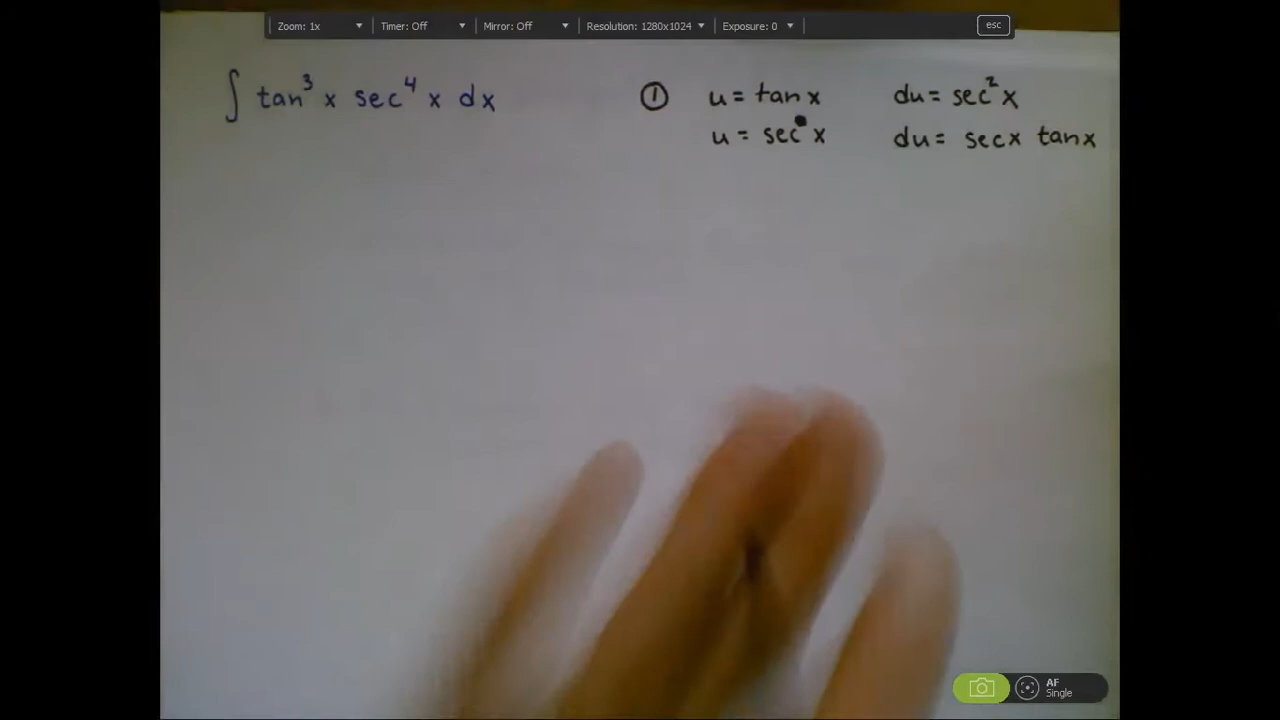 Zoom: 1x Timer: Off Mirror: Off Resolution: 1280x1024 Exposure: 0 esc
∫ tan³ x sec⁴ x dx
① u = tan x du = sec² x
u = sec x du = sec x tan x
AF
Single